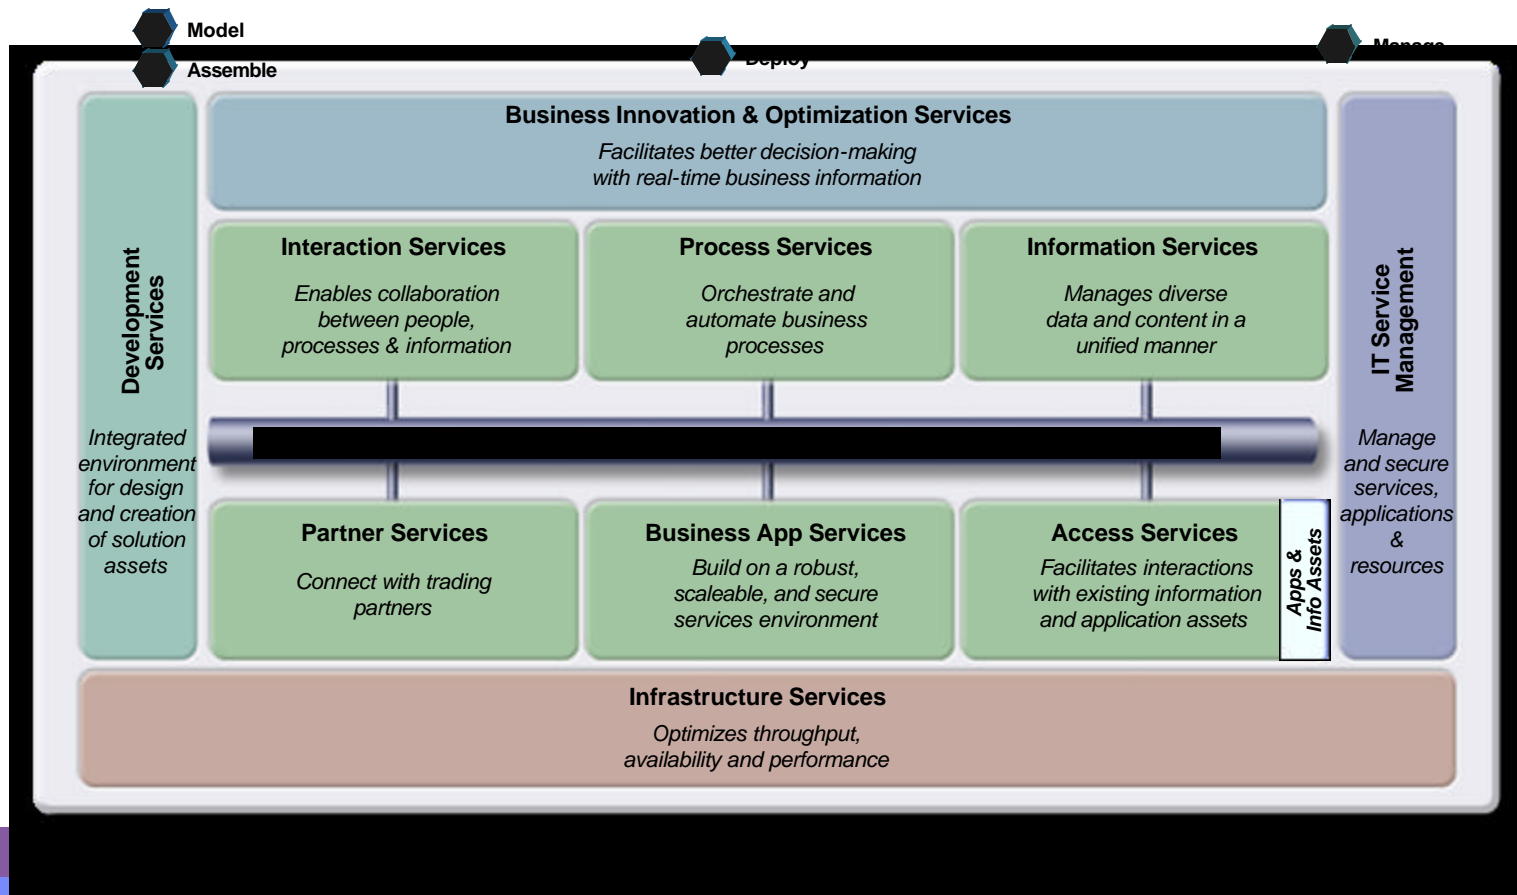 Model
Assemble
Deploy
Manage
Business Innovation & Optimization Services
Facilitates better decision-making
with real-time business information
Development
Services
Integrated
environment
for design
and creation
of solution
assets
Interaction Services
Enables collaboration
between people,
processes & information
Process Services
Orchestrate and
automate business
processes
Information Services
Manages diverse
data and content in a
unified manner
IT Service
Management
Manage
and secure
services,
applications
&
resources
Partner Services
Connect with trading
partners
Business App Services
Build on a robust,
scaleable, and secure
services environment
Access Services
Facilitates interactions
with existing information
and application assets
Apps &
Info Assets
Infrastructure Services
Optimizes throughput,
availability and performance